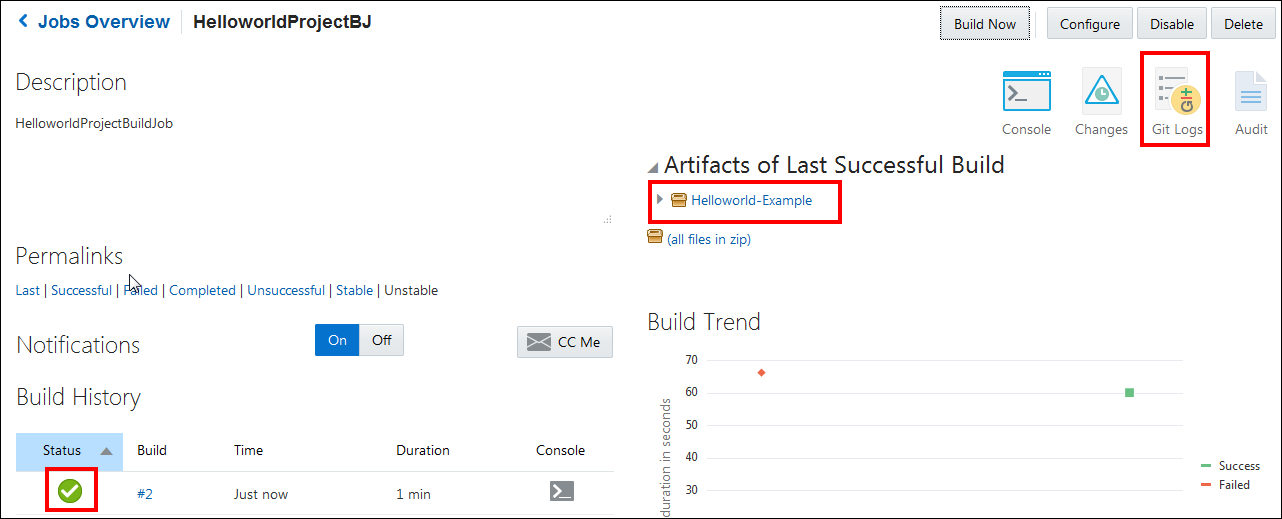 Jobs Overview HelloworldProjectBJ
Build Now Configure Disable Delete
Description
HelloworldProjectBuildJob
Console Changes Git Logs Audit
Git
Artifacts of Last Successful Build
Helloworld-Example
(all files in zip)
Permalinks
Last | Successful | Failed | Completed | Unsuccessful | Stable | Unstable
Notifications On Off CC Me
Build History
Status Build Time Duration Console
#2 Just now 1 min
Build Trend
70
60
50
40
30
duration in seconds
Success
Failed